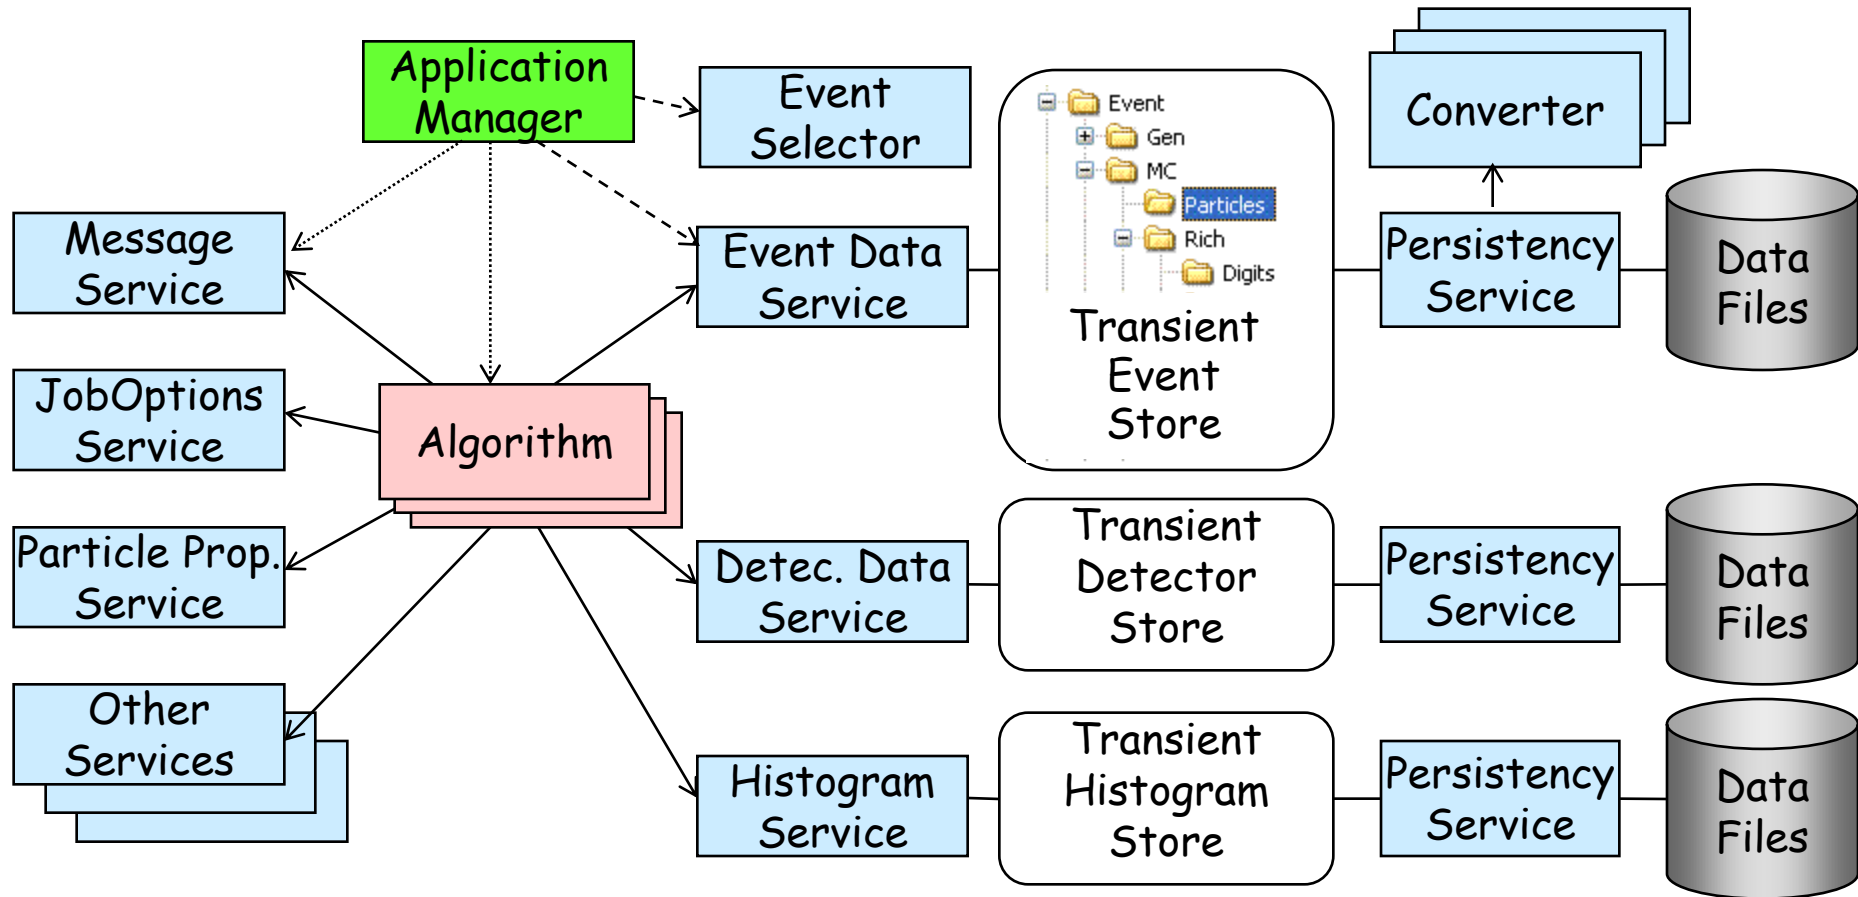 Application
Manager
Event
Selector
Event
Gen
MC
Particles
Rich
Digits
Transient
Event
Store
Converter
Message
Service
Event Data
Service
Persistency
Service
Data
Files
JobOptions
Service
Algorithm
Particle Prop.
Service
Detec. Data
Service
Transient
Detector
Store
Persistency
Service
Data
Files
Other
Services
Histogram
Service
Transient
Histogram
Store
Persistency
Service
Data
Files